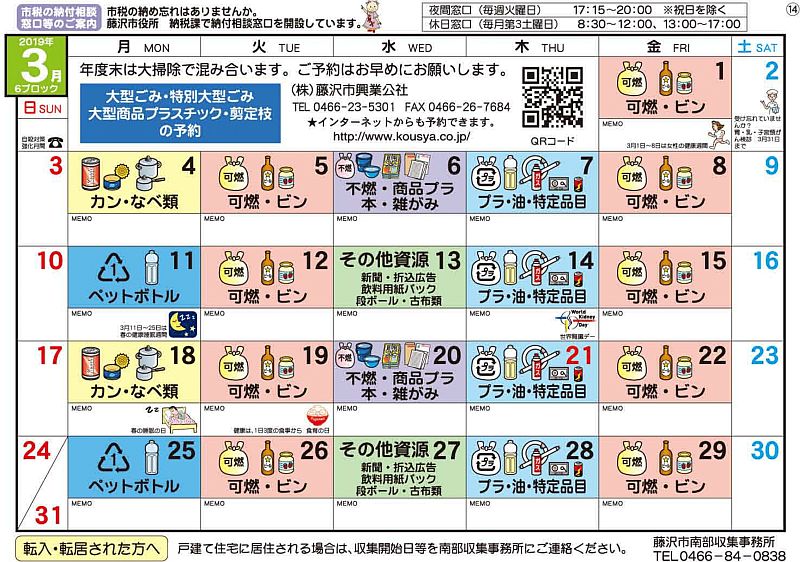 市税の納付相談
窓口等のご案内
市税の納め忘れはありませんか。
藤沢市役所 納税課で納付相談窓口を開設しています。
夜間窓口（毎週火曜日） 17:15～20:00 ※祝日を除く
休日窓口（毎月第3土曜日） 8:30～12:00、13:00～17:00
⑭
2019年
3月
6ブロック
月 MON
火 TUE
水 WED
木 THU
金 FRI
土 SAT
日 SUN
自殺対策
強化月間
年度末は大掃除で混み合います。ご予約はお早めにお願いします。
大型ごみ・特別大型ごみ
大型商品プラスチック・剪定枝
の予約
（株）藤沢市興業公社
TEL 0466-23-5301 FAX 0466-26-7684
★インターネットからも予約できます。
http://www.kousya.co.jp/
QRコード
可燃
1
可燃・ビン
MEMO
3月1日～8日は女性の健康週間
2
受け忘れていませ
んか？
胃・乳・子宮頸が
ん検診 3月31日
まで
3
4
カン・なべ類
MEMO
可燃
5
可燃・ビン
MEMO
不燃
6
不燃・商品プラ
本・雑がみ
MEMO
プラ
7
プラ・油・特定品目
MEMO
可燃
8
可燃・ビン
MEMO
9
10
1
11
ペットボトル
MEMO
3月11日～25日は
春の健康睡眠週間
可燃
12
可燃・ビン
MEMO
その他資源 13
新聞・折込広告
飲料用紙パック
段ボール・古布類
MEMO
プラ
14
プラ・油・特定品目
MEMO
World
Kidney
Day
世界腎臓デー
可燃
15
可燃・ビン
MEMO
16
17
18
カン・なべ類
MEMO
春の睡眠の日
可燃
19
可燃・ビン
MEMO
健康は、1日3度の食事から 食育の日
不燃
20
不燃・商品プラ
本・雑がみ
MEMO
プラ
21
プラ・油・特定品目
MEMO
可燃
22
可燃・ビン
MEMO
23
24
31
1
25
ペットボトル
MEMO
可燃
26
可燃・ビン
MEMO
その他資源 27
新聞・折込広告
飲料用紙パック
段ボール・古布類
MEMO
プラ
28
プラ・油・特定品目
MEMO
可燃
29
可燃・ビン
MEMO
30
転入・転居された方へ
戸建て住宅に居住される場合は、収集開始日等を南部収集事務所にご連絡ください。
藤沢市南部収集事務所
TEL0466-84-0838